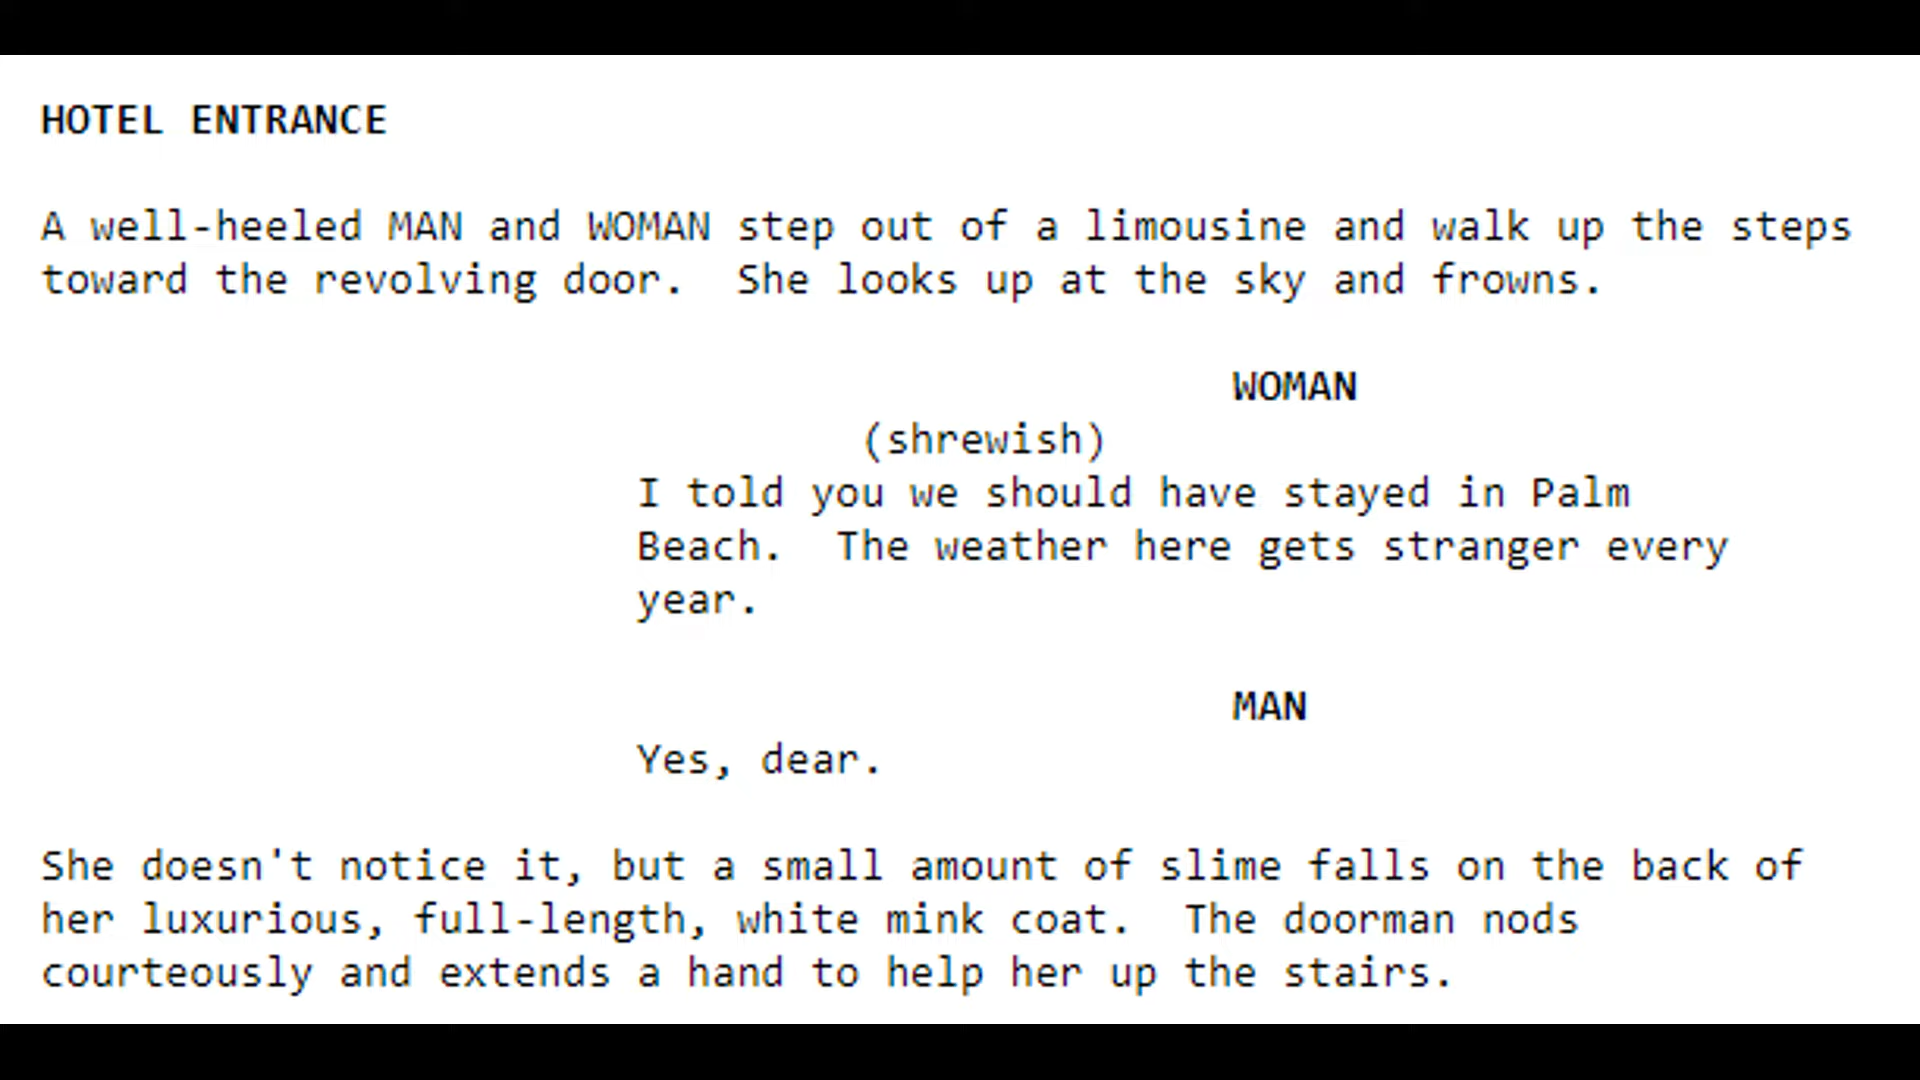 HOTEL ENTRANCE
A well-heeled MAN and WOMAN step out of a limousine and walk up the steps
toward the revolving door.  She looks up at the sky and frowns.
WOMAN
(shrewish)
I told you we should have stayed in Palm
Beach.  The weather here gets stranger every
year.
MAN
Yes, dear.
She doesn't notice it, but a small amount of slime falls on the back of
her luxurious, full-length, white mink coat.  The doorman nods
courteously and extends a hand to help her up the stairs.